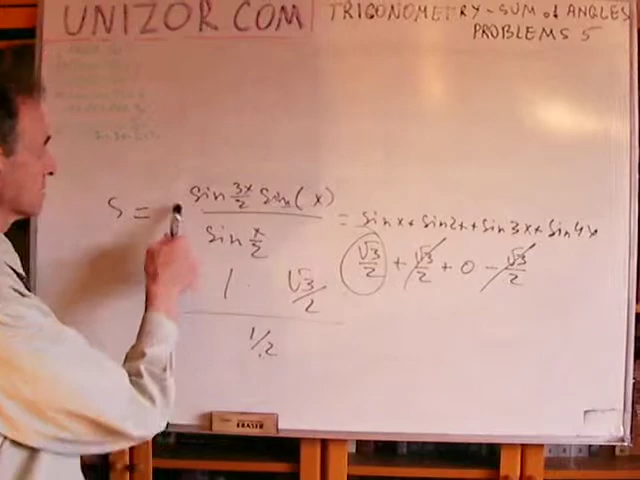 UNIZOR.COM
TRIGONOMETRY - SUM of ANGLES
PROBLEMS 5
S = sin 3x/2 sin(x) / sin x/2 = sin x + sin 2x + sin 3x + sin 4x
√3/2 + √3/2 + 0 - √3/2
1 · √3/2
1/2
ERASER